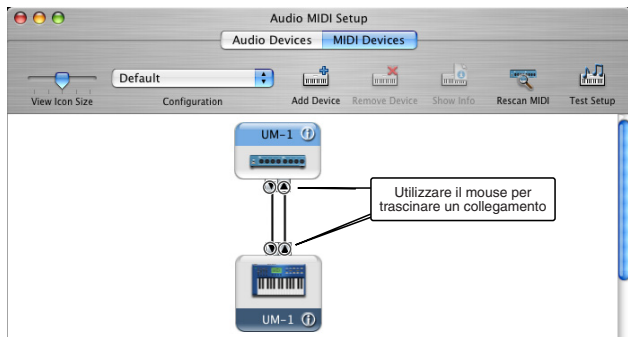 Audio MIDI Setup
Audio Devices MIDI Devices
Default
View Icon Size Configuration Add Device Remove Device Show Info Rescan MIDI Test Setup
UM-1
Utilizzare il mouse per
trascinare un collegamento
UM-1